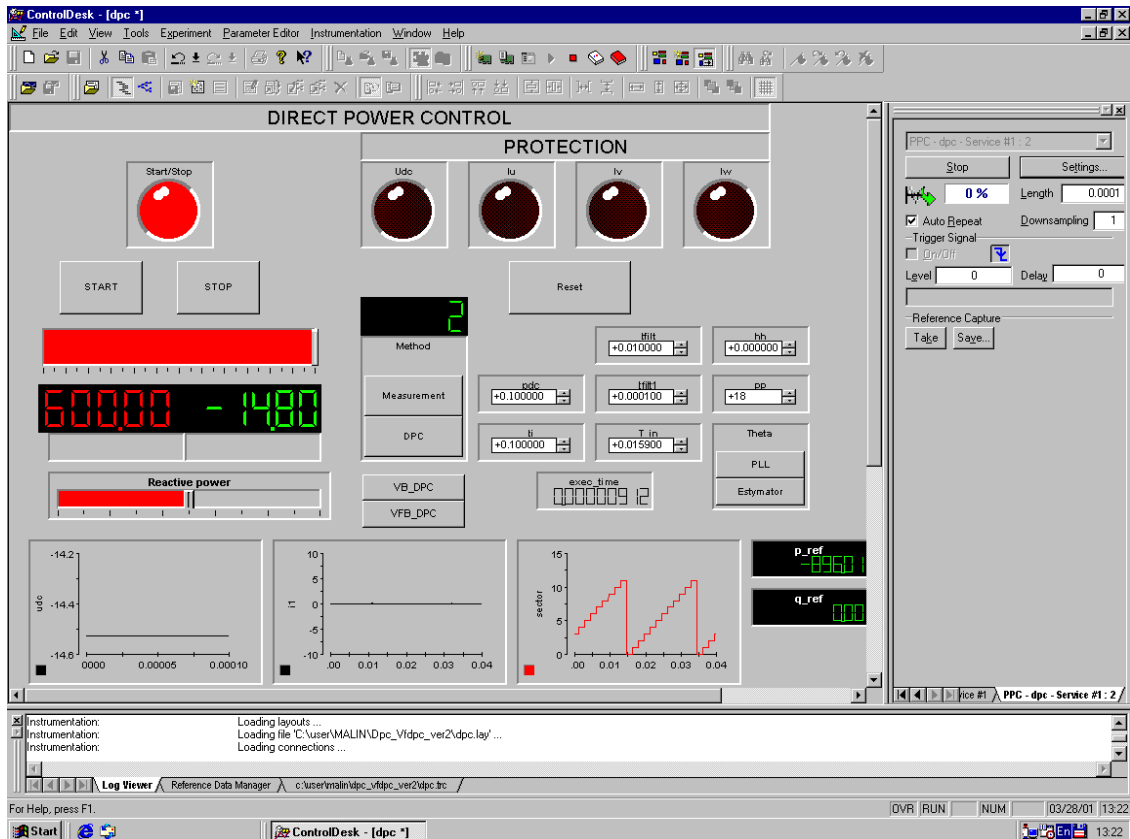 ControlDesk - [dpc *]
File Edit View Tools Experiment Parameter Editor Instrumentation Window Help
DIRECT POWER CONTROL
PROTECTION
Start/Stop
Udc Iu Iv Iw
START STOP Reset
2
Method
Measurement
DPC
VB_DPC
VFB_DPC
600.00 -14.80
Reactive power
tfilt
+0.010000
hh
+0.000000
pdc
+0.100000
tfilt1
+0.000100
pp
+18
ti
+0.100000
T_in
+0.015900
Theta
PLL
Estymator
exec_time
0.00000912
-14.2
-14.4
-14.6
udc
0000 0.00005 0.00010
10
5
0
-5
-10
i1
.00 0.01 0.02 0.03 0.04
15
10
5
0
sector
.00 0.01 0.02 0.03 0.04
p_ref
-896.01
q_ref
0.00
PPC - dpc - Service #1 : 2
Stop Settings...
0 % Length 0.0001
Auto Repeat Downsampling 1
Trigger Signal
On/Off
Level 0 Delay 0
Reference Capture
Take Save...
vice #1 PPC - dpc - Service #1 : 2
Instrumentation: Loading layouts ...
Instrumentation: Loading file 'C:\user\MALIN\Dpc_Vfdpc_ver2\dpc.lay' ...
Instrumentation: Loading connections ...
Log Viewer Reference Data Manager c:\user\malin\dpc_vfdpc_ver2\dpc.trc
For Help, press F1.
OVR RUN NUM 03/28/01 13:22
Start ControlDesk - [dpc *] En 13:22